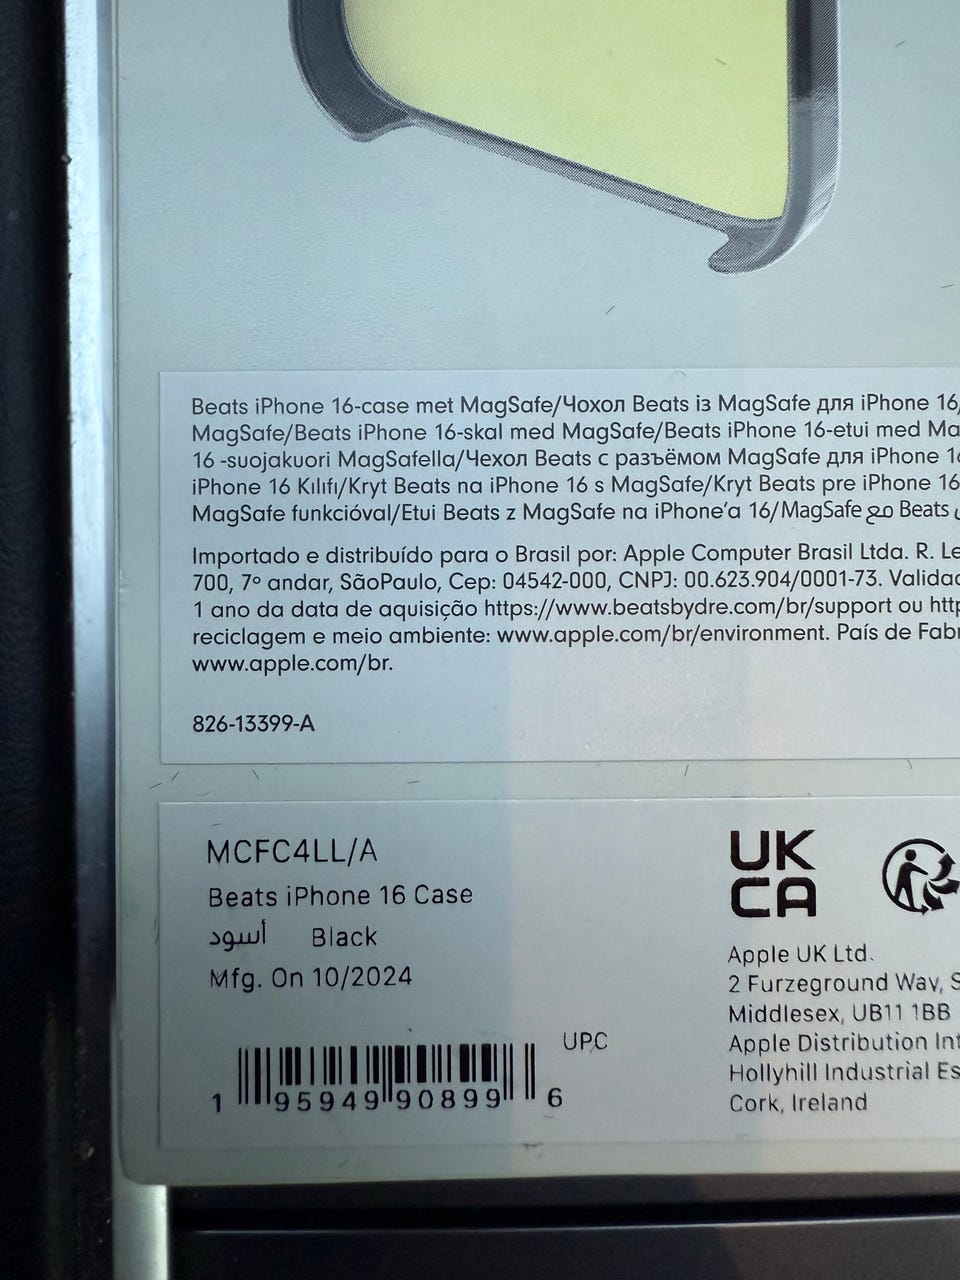 Beats iPhone 16-case met MagSafe/Чохол Beats із MagSafe для iPhone 16/
MagSafe/Beats iPhone 16-skal med MagSafe/Beats iPhone 16-etui med
16 -suojakuori MagSafella/Чехол Beats с разъёмом MagSafe для iPhone
iPhone 16 Kılıfı/Kryt Beats na iPhone 16 s MagSafe/Kryt Beats pre iPhone 16
MagSafe funkcióval/Etui Beats z MagSafe na iPhone'a 16/MagSafe مع Beats
Importado e distribuído para o Brasil por: Apple Computer Brasil Ltda. R.
700, 7º andar, SãoPaulo, Cep: 04542-000, CNPJ: 00.623.904/0001-73.
1 ano da data de aquisição https://www.beatsbydre.com/br/support ou
reciclagem e meio ambiente: www.apple.com/br/environment. País de
www.apple.com/br.
826-13399-A
MCFC4LL/A
Beats iPhone 16 Case
أسود Black
Mfg. On 10/2024
UPC
1 95949 90899 6
UK
CA
Apple UK Ltd.
2 Furzeground Way,
Middlesex, UB11 1BB
Apple Distribution
Hollyhill Industrial
Cork, Ireland